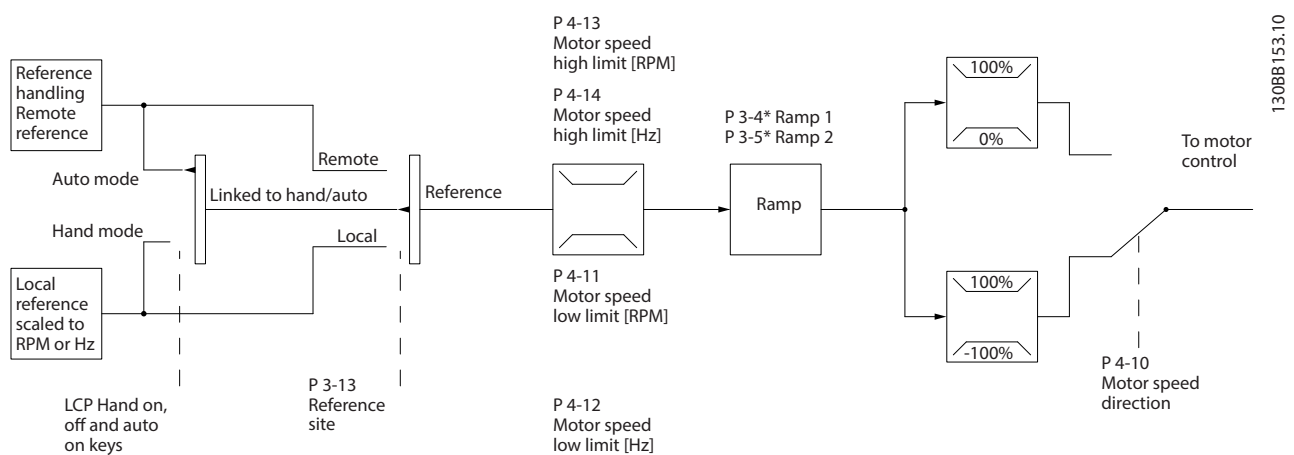 Reference
handling
Remote
reference
Auto mode
Hand mode
Local
reference
scaled to
RPM or Hz
LCP Hand on,
off and auto
on keys
Linked to hand/auto
Remote
Local
P 3-13
Reference
site
Reference
P 4-13
Motor speed
high limit [RPM]
P 4-14
Motor speed
high limit [Hz]
P 4-11
Motor speed
low limit [RPM]
P 4-12
Motor speed
low limit [Hz]
P 3-4* Ramp 1
P 3-5* Ramp 2
Ramp
100%
0%
100%
-100%
To motor
control
P 4-10
Motor speed
direction
130BB153.10